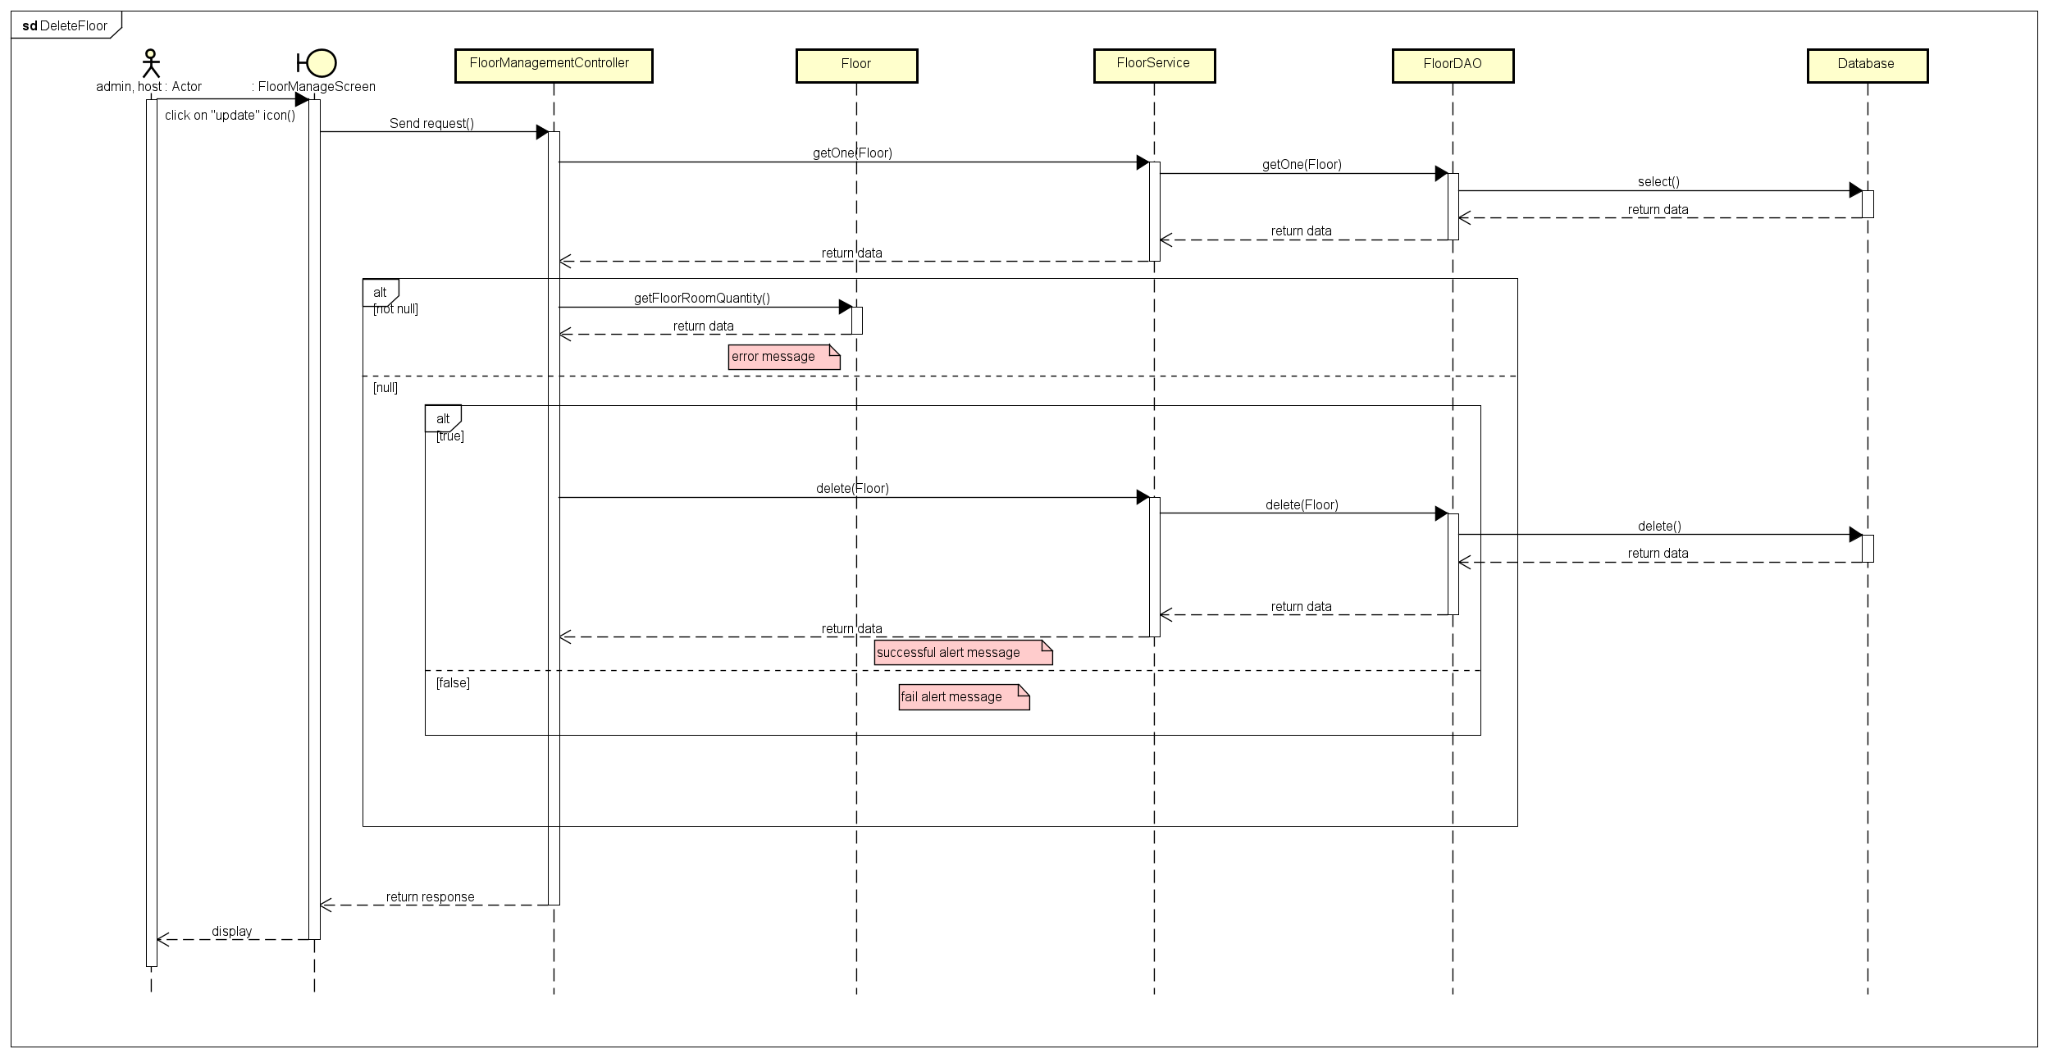 sd DeleteFloor
admin, host : Actor
: FloorManageScreen
FloorManagementController
Floor
FloorService
FloorDAO
Database
click on "update" icon()
Send request()
getOne(Floor)
getOne(Floor)
select()
return data
return data
return data
alt
[not null]
getFloorRoomQuantity()
return data
error message
[null]
alt
[true]
delete(Floor)
delete(Floor)
delete()
return data
return data
return data
successful alert message
[false]
fail alert message
return response
display